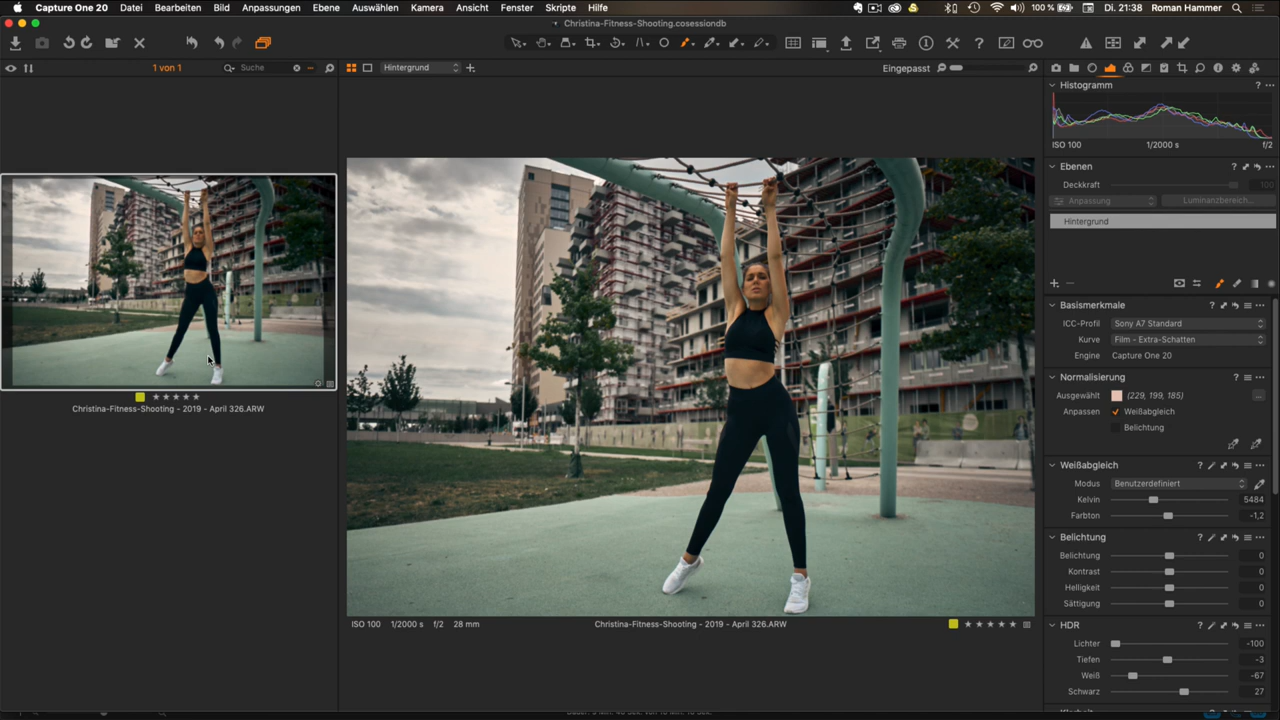 Capture One 20 Datei Bearbeiten Bild Anpassungen Ebene Auswählen Kamera Ansicht Fenster Skripte Hilfe 100 % Di. 21:38 Roman Hammer
Christina-Fitness-Shooting.cosessiondb
1 von 1 Suche Hintergrund Eingepasst
Histogramm
ISO 100 1/2000 s f/2
Ebenen
Deckkraft 100
Anpassung Luminanzbereich...
Hintergrund
Basismerkmale
ICC-Profil Sony A7 Standard
Kurve Film - Extra-Schatten
Engine Capture One 20
Normalisierung
Ausgewählt (229, 199, 185)
Anpassen Weißabgleich
Belichtung
Weißabgleich
Modus Benutzerdefiniert
Kelvin 5484
Farbton -1,2
Belichtung
Belichtung 0
Kontrast 0
Helligkeit 0
Sättigung 0
HDR
Lichter -100
Tiefen -3
Weiß -67
Schwarz 27
Christina-Fitness-Shooting - 2019 - April 326.ARW
ISO 100 1/2000 s f/2 28 mm Christina-Fitness-Shooting - 2019 - April 326.ARW